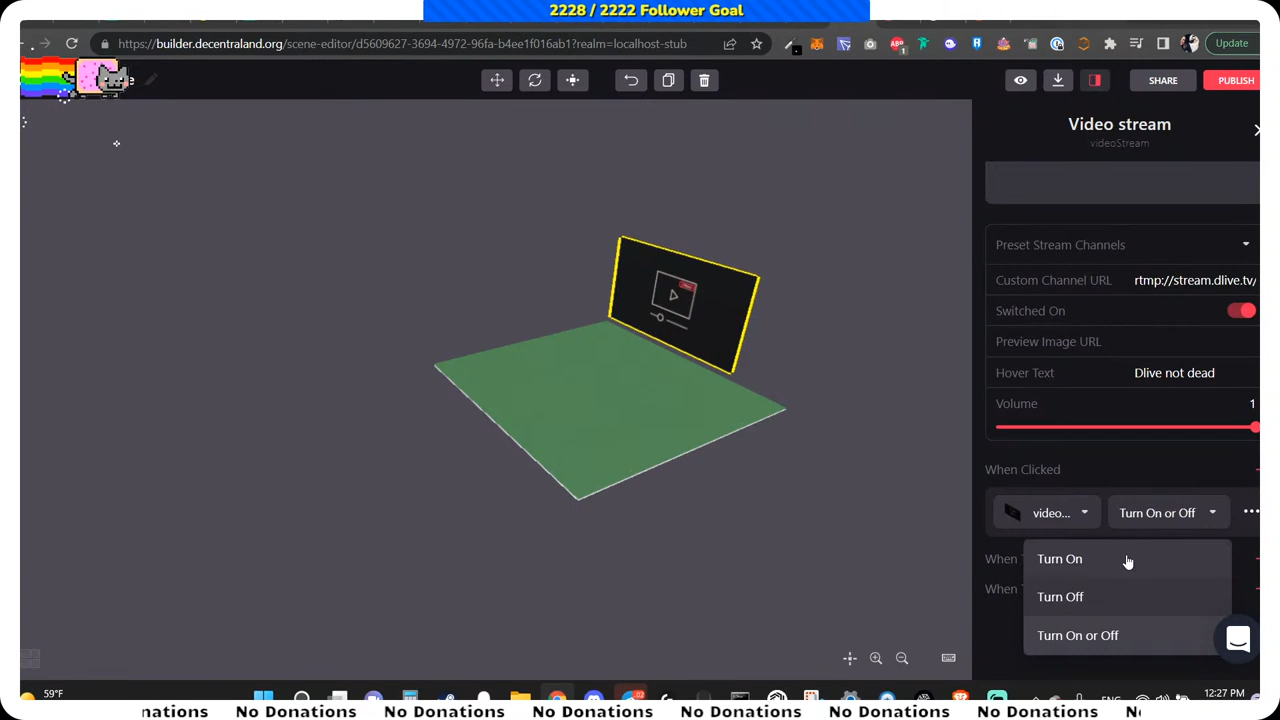 2228 / 2222 Follower Goal
https://builder.decentraland.org/scene-editor/d5609627-3694-4972-96fa-b4ee1f016ab1?realm=localhost-stub
Update
SHARE
PUBLISH
Video stream
videoStream
Preset Stream Channels
Custom Channel URL rtmp://stream.dlive.tv/
Switched On
Preview Image URL
Hover Text Dlive not dead
Volume 1
When Clicked
video... Turn On or Off
When
Turn On
Turn Off
When
Turn On or Off
59°F
ENG
12:27 PM
No Donations No Donations No Donations No Donations No Donations No Donations